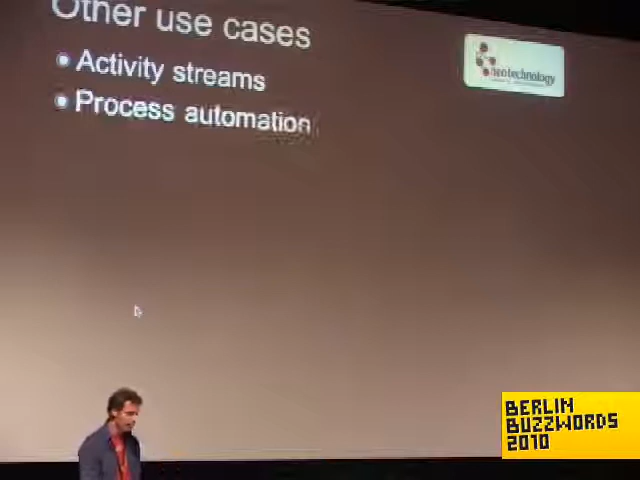 Other use cases
Activity streams
Process automation
neotechnology
BERLIN
BUZZWORDS
2010